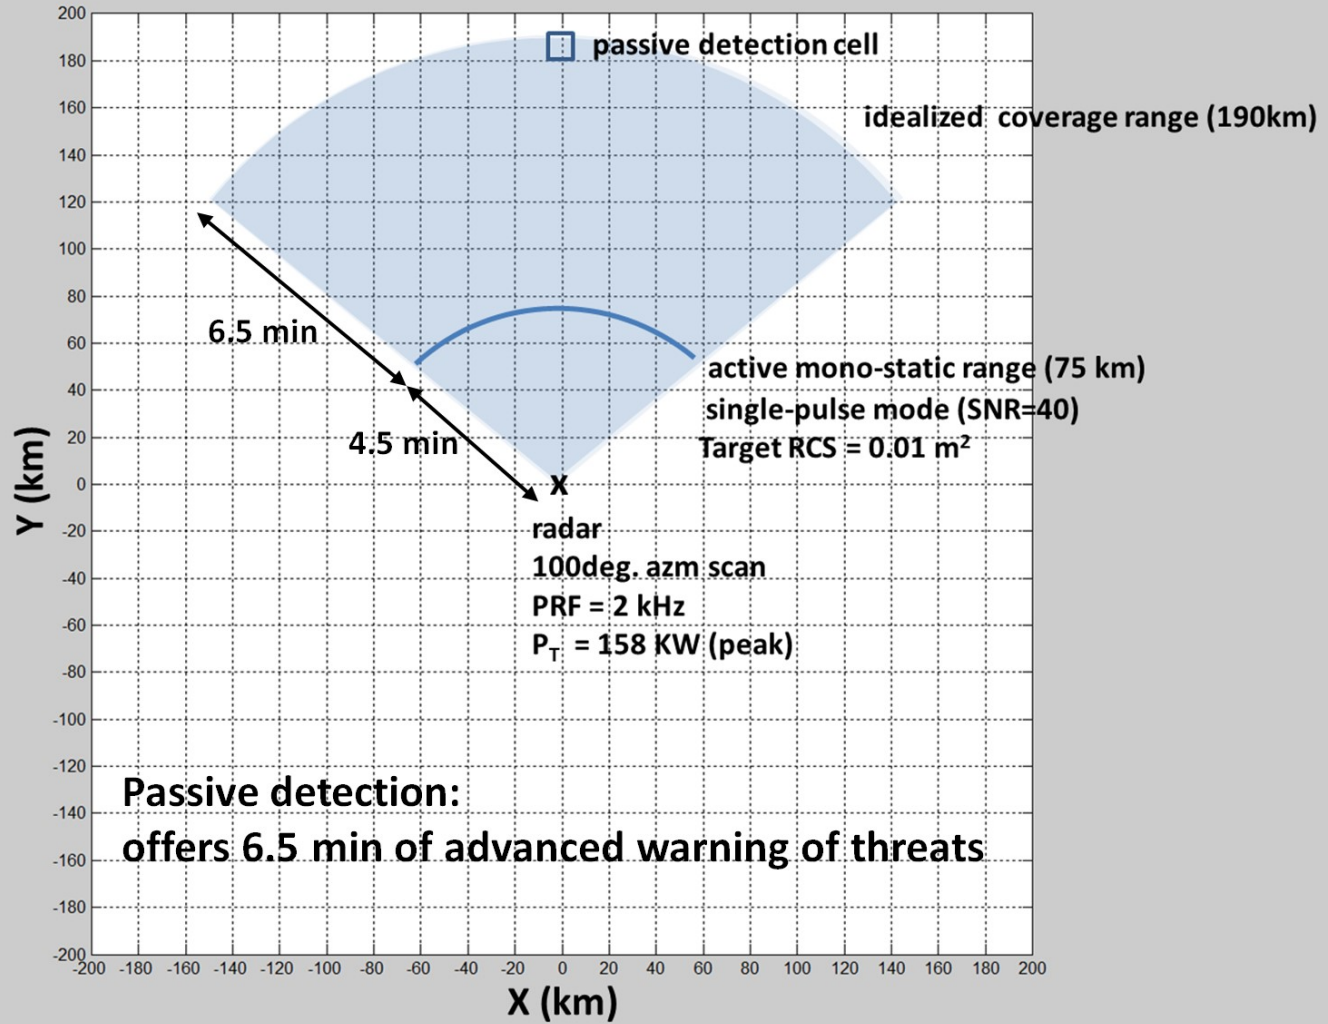 200
180
160
140
120
100
80
60
40
20
0
-20
-40
-60
-80
-100
-120
-140
-160
-180
-200
Y (km)
passive detection cell
idealized coverage range (190km)
6.5 min
4.5 min
active mono-static range (75 km)
single-pulse mode (SNR=40)
Target RCS = 0.01 m²
X
radar
100deg. azm scan
PRF = 2 kHz
P_T = 158 KW (peak)
Passive detection:
offers 6.5 min of advanced warning of threats
-200 -180 -160 -140 -120 -100 -80 -60 -40 -20 0 20 40 60 80 100 120 140 160 180 200
X (km)